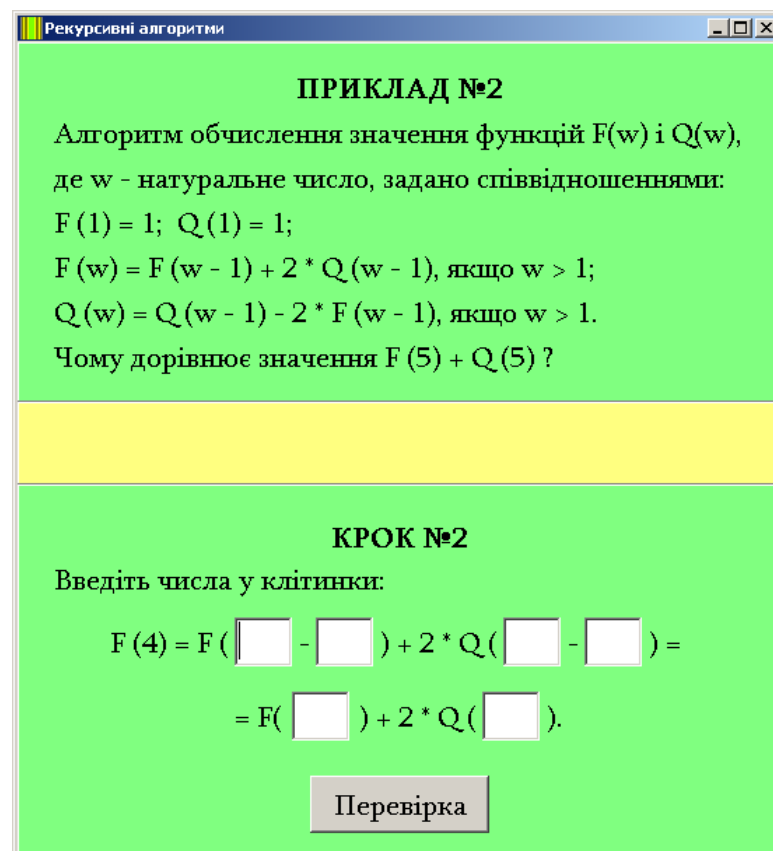 Рекурсивні алгоритми
ПРИКЛАД №2
Алгоритм обчислення значення функцій F(w) і Q(w),
де w - натуральне число, задано співвідношеннями:
F (1) = 1; Q (1) = 1;
F (w) = F (w - 1) + 2 * Q (w - 1), якщо w > 1;
Q (w) = Q (w - 1) - 2 * F (w - 1), якщо w > 1.
Чому дорівнює значення F (5) + Q (5) ?
КРОК №2
Введіть числа у клітинки:
F (4) = F ( - ) + 2 * Q ( - ) =
= F( ) + 2 * Q ( ).
Перевірка